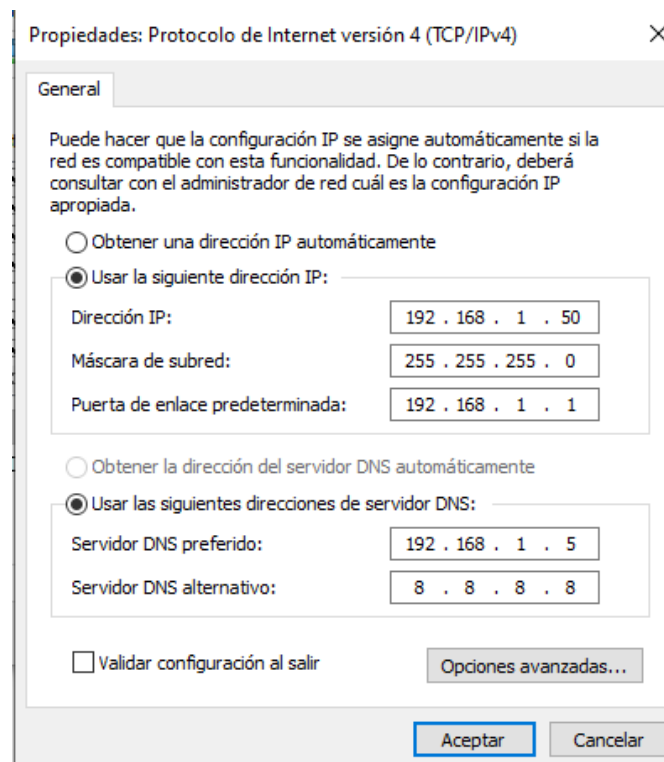 Propiedades: Protocolo de Internet versión 4 (TCP/IPv4)
General
Puede hacer que la configuración IP se asigne automáticamente si la
red es compatible con esta funcionalidad. De lo contrario, deberá
consultar con el administrador de red cuál es la configuración IP
apropiada.
Obtener una dirección IP automáticamente
Usar la siguiente dirección IP:
Dirección IP: 192 . 168 . 1 . 50
Máscara de subred: 255 . 255 . 255 . 0
Puerta de enlace predeterminada: 192 . 168 . 1 . 1
Obtener la dirección del servidor DNS automáticamente
Usar las siguientes direcciones de servidor DNS:
Servidor DNS preferido: 192 . 168 . 1 . 5
Servidor DNS alternativo: 8 . 8 . 8 . 8
Validar configuración al salir Opciones avanzadas...
Aceptar Cancelar